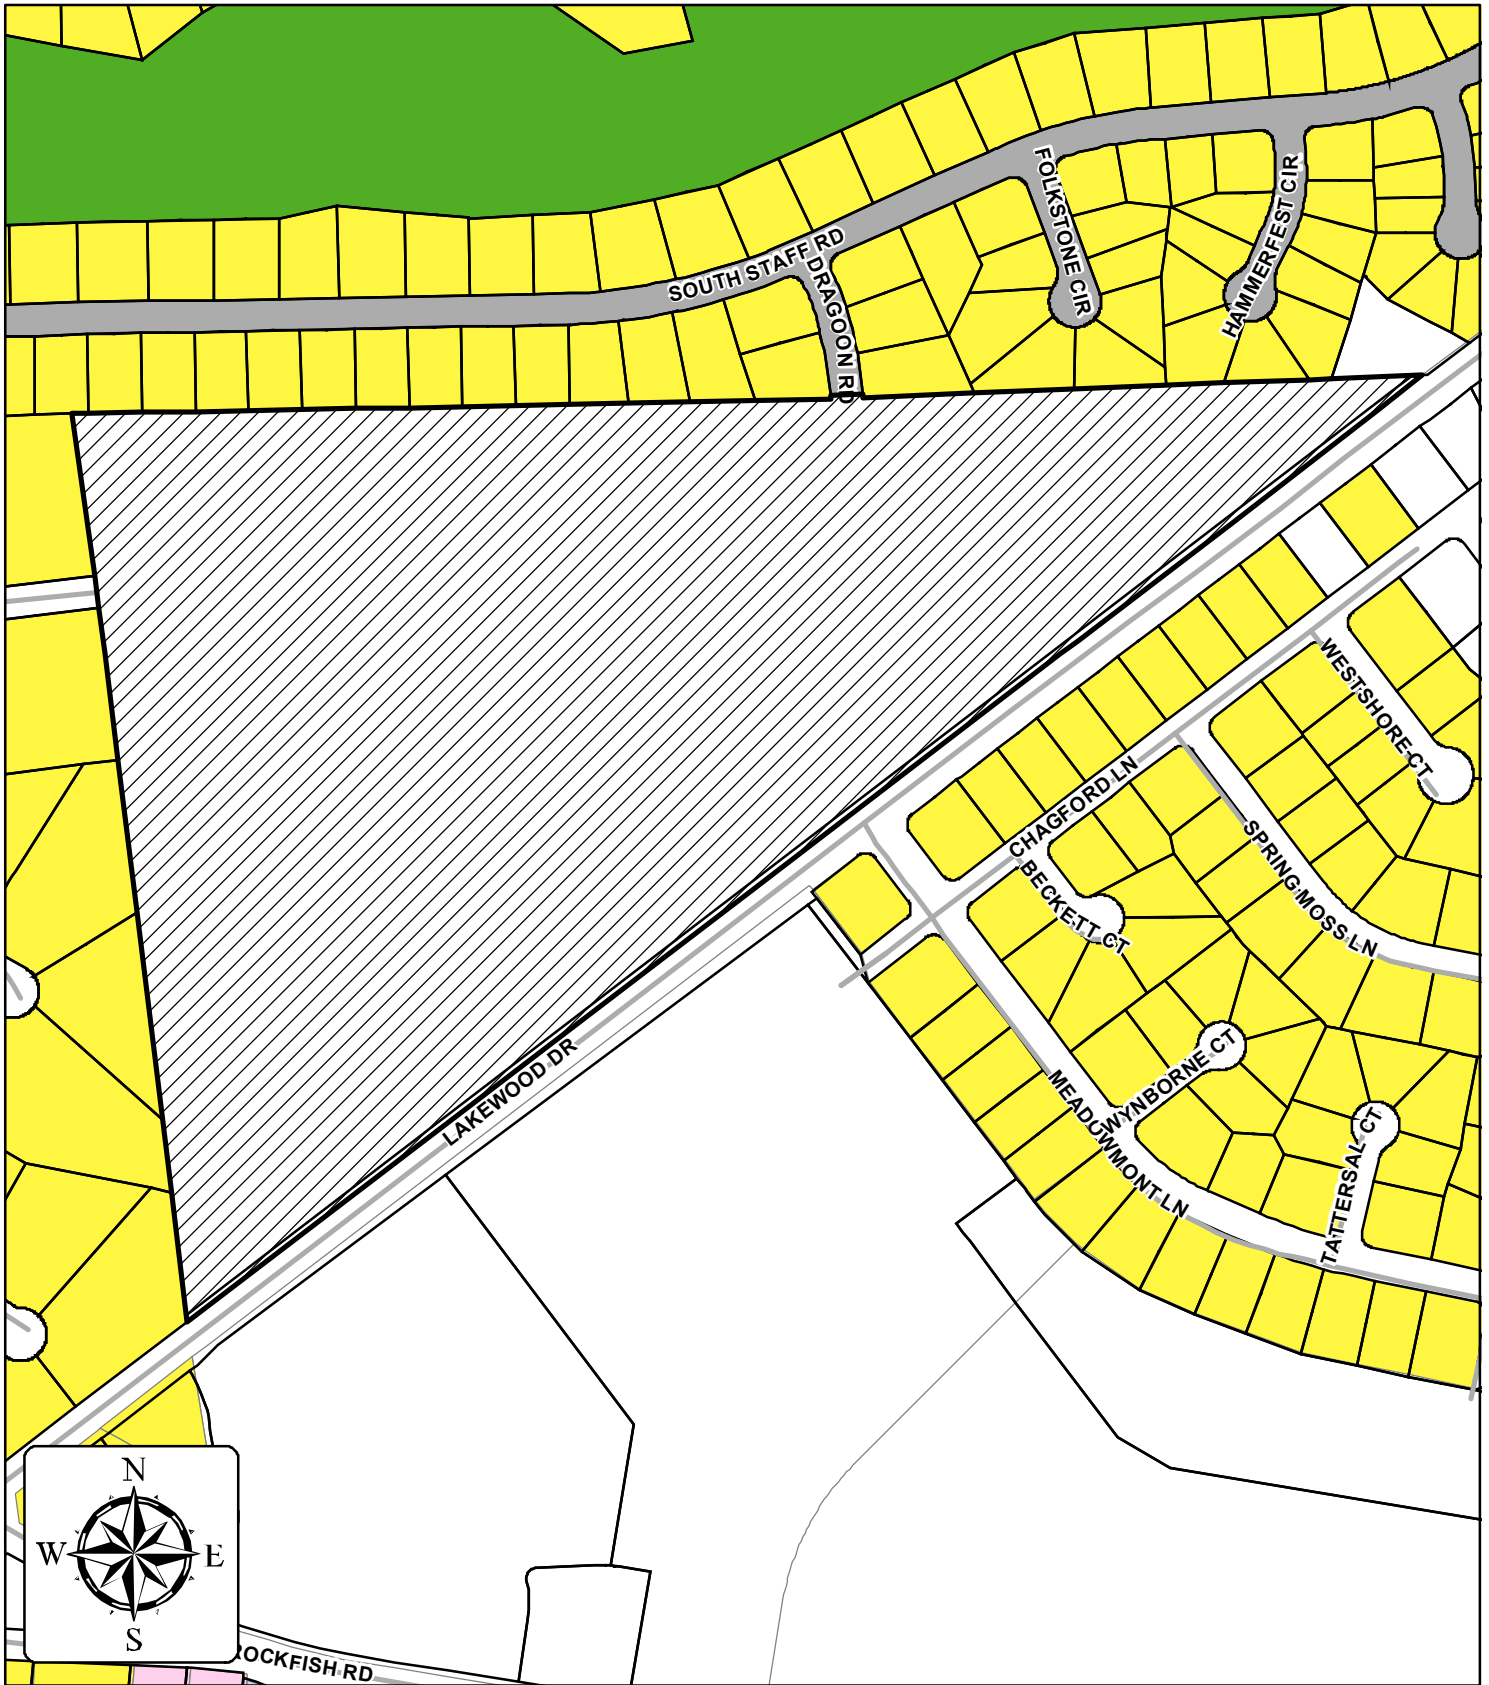 FOLKSTONE CIR
HAMMERFEST CIR
SOUTH STAFF RD
DRAGOON RD
WESTSHORE CT
CHAGFORD LN
SPRING MOSS LN
BECKETT CT
LAKEWOOD DR
WYNBORNE CT
MEADOWMONT LN
TATTERSAL CT
N
W E
S
ROCKFISH RD